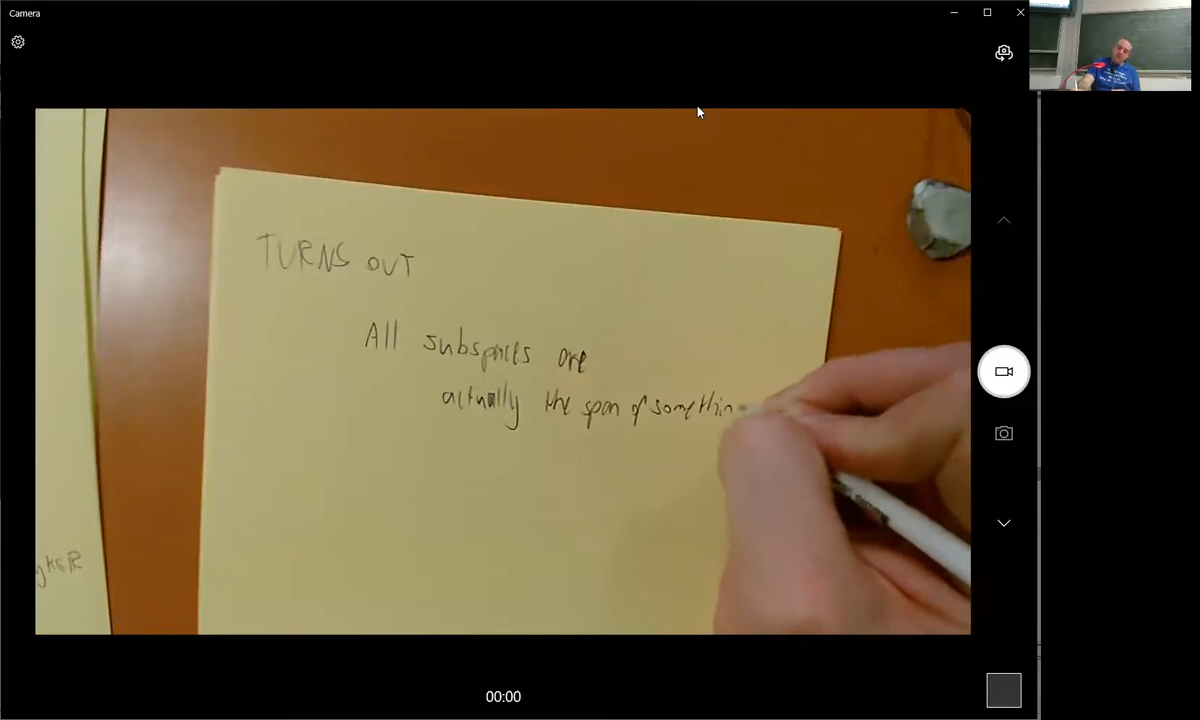 Camera
TURNS OUT
All subspaces are
actually the span of somethin
00:00